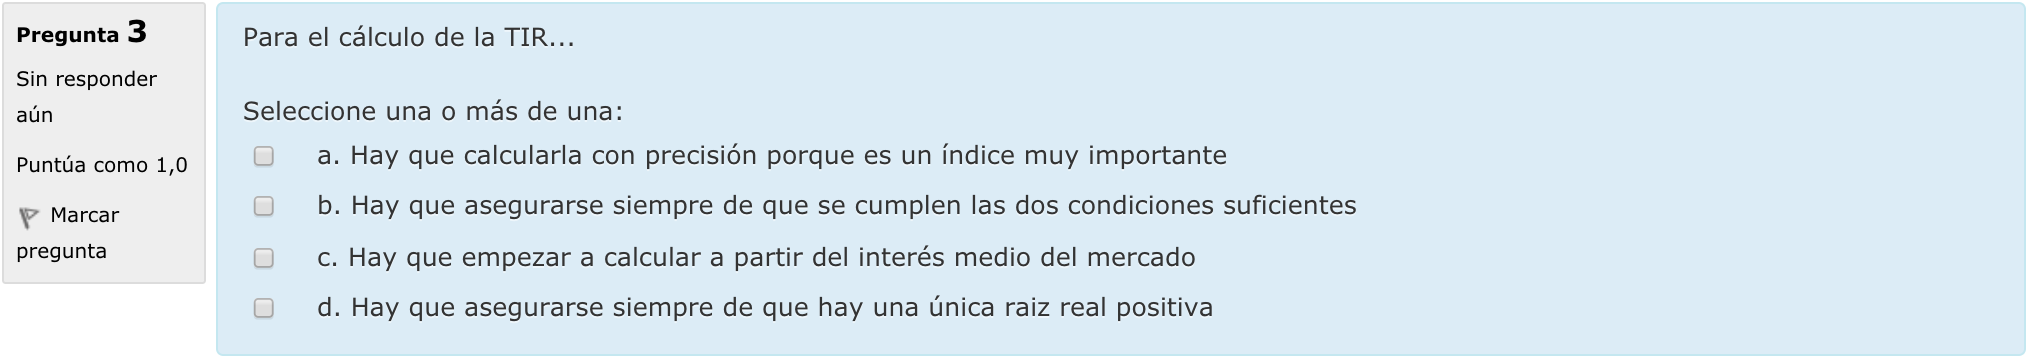 Pregunta 3
Sin responder
aún
Puntúa como 1,0
Marcar
pregunta
Para el cálculo de la TIR...
Seleccione una o más de una:
a. Hay que calcularla con precisión porque es un índice muy importante
b. Hay que asegurarse siempre de que se cumplen las dos condiciones suficientes
c. Hay que empezar a calcular a partir del interés medio del mercado
d. Hay que asegurarse siempre de que hay una única raiz real positiva